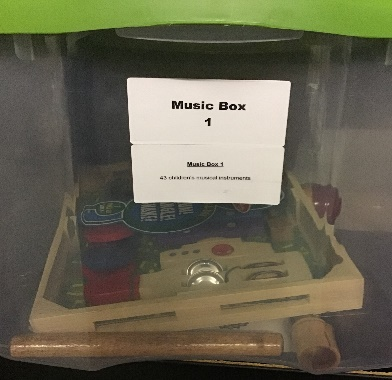 Music Box
1
Music Box 1
43 children's musical instruments